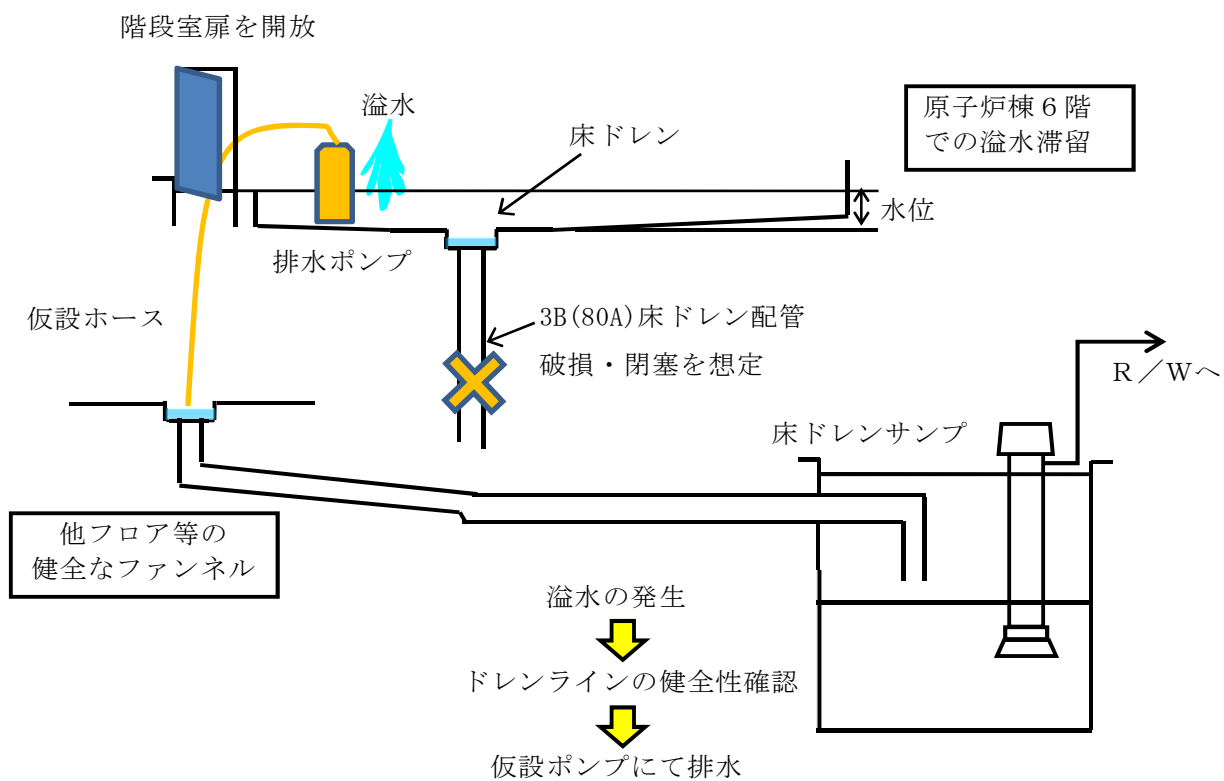 階段室扉を開放
溢水
床ドレン
原子炉棟６階
での溢水滞留
水位
排水ポンプ
仮設ホース
3B(80A)床ドレン配管
破損・閉塞を想定
Ｒ／Wへ
床ドレンサンプ
他フロア等の
健全なファンネル
溢水の発生
ドレンラインの健全性確認
仮設ポンプにて排水